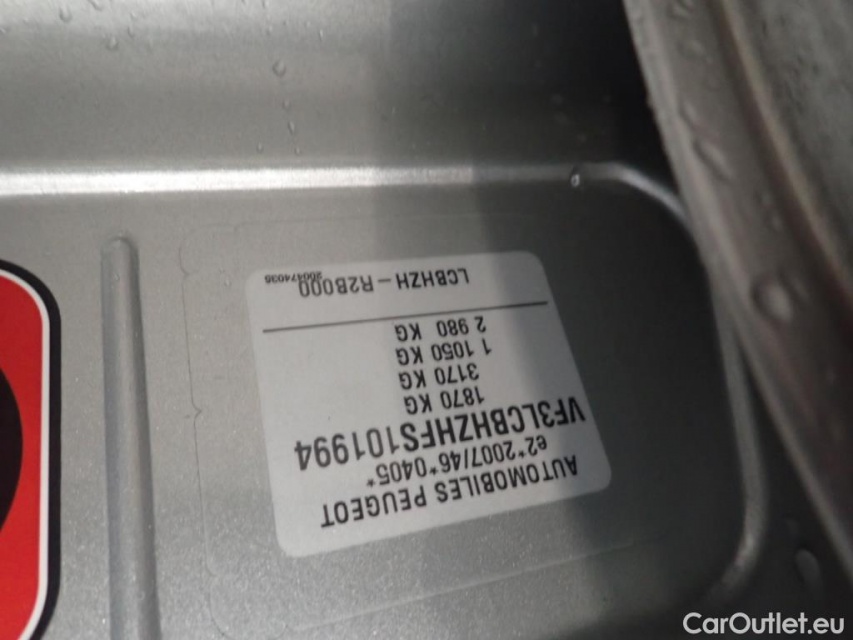 AUTOMOBILES PEUGEOT
e2*2007/46*0405*
VF3LCBHZHFS101994
1870 KG
3170 KG
1 1050 KG
2 980 KG
LCBHZH - R2B000
200474035
CarOutlet.eu